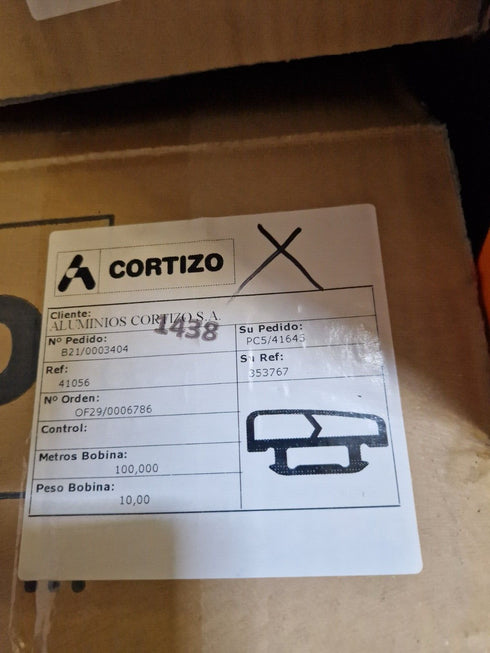 CORTIZO
X
Cliente:
ALUMINIOS CORTIZO S.A.
1438
Nº Pedido:
B21/0003404
Su Pedido:
PC5/41645
Ref:
41056
Su Ref:
353767
Nº Orden:
OF29/0006786
Control:
Metros Bobina:
100,000
Peso Bobina:
10,00